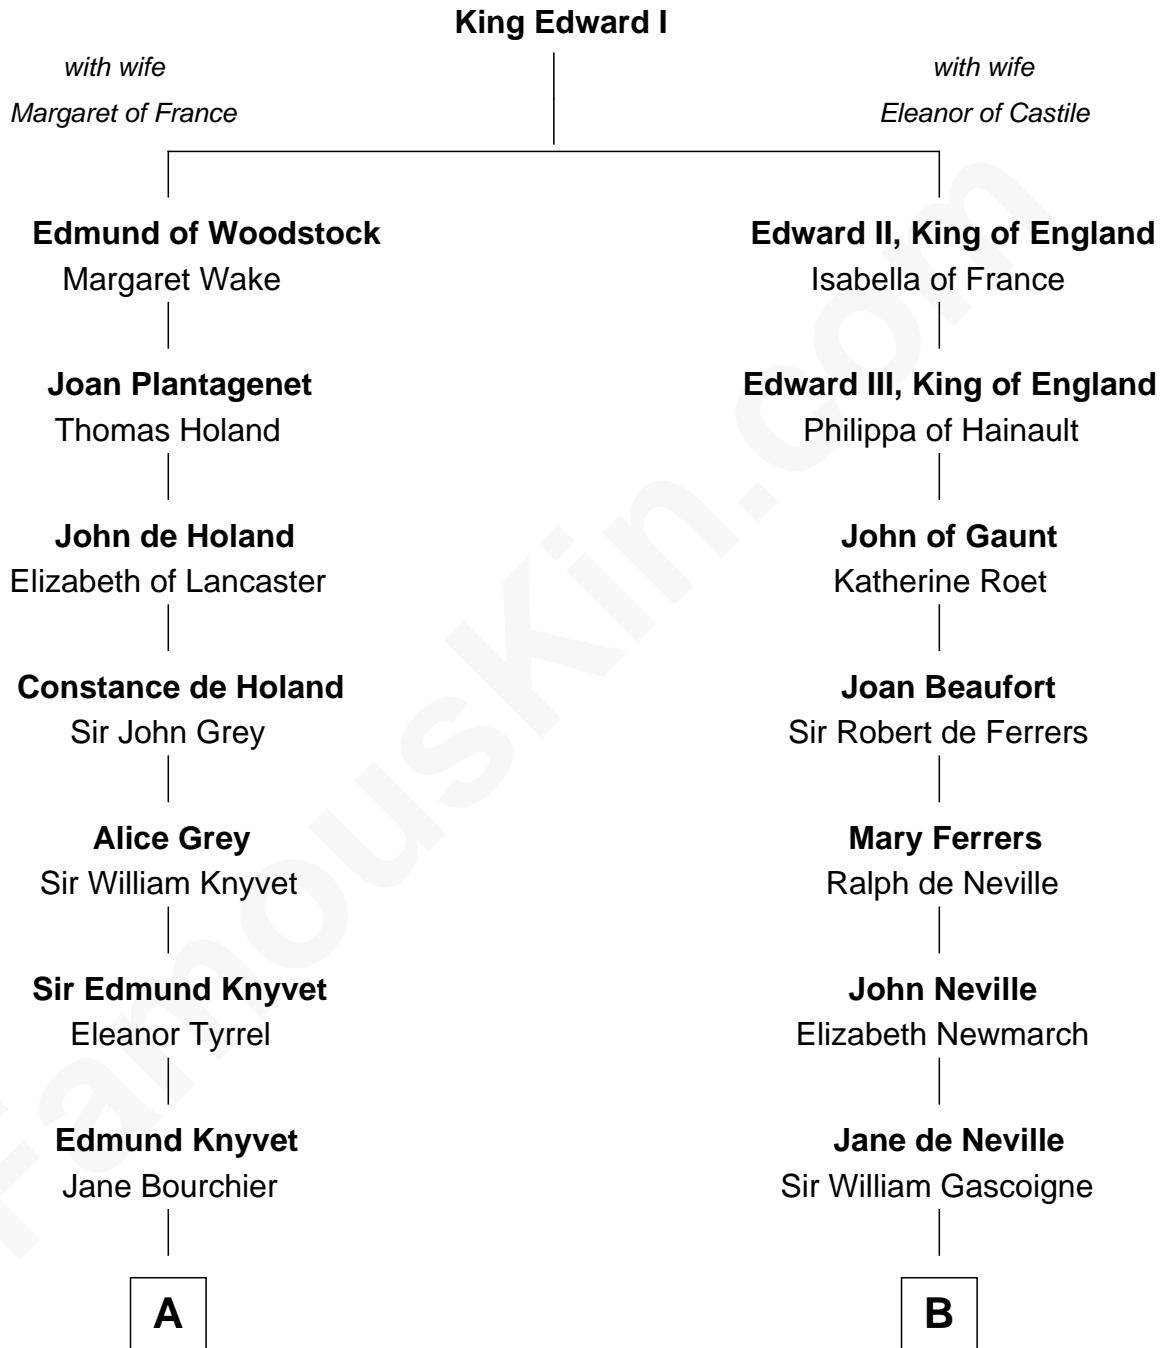 King Edward I
with wife
Margaret of France
with wife
Eleanor of Castile
Edmund of Woodstock
Margaret Wake
Edward II, King of England
Isabella of France
Joan Plantagenet
Thomas Holand
Edward III, King of England
Philippa of Hainault
John de Holand
Elizabeth of Lancaster
John of Gaunt
Katherine Roet
Constance de Holand
Sir John Grey
Joan Beaufort
Sir Robert de Ferrers
Alice Grey
Sir William Knyvet
Mary Ferrers
Ralph de Neville
Sir Edmund Knyvet
Eleanor Tyrrel
John Neville
Elizabeth Newmarch
Edmund Knyvet
Jane Bourchier
Jane de Neville
Sir William Gascoigne
A
B
FamousKin.com